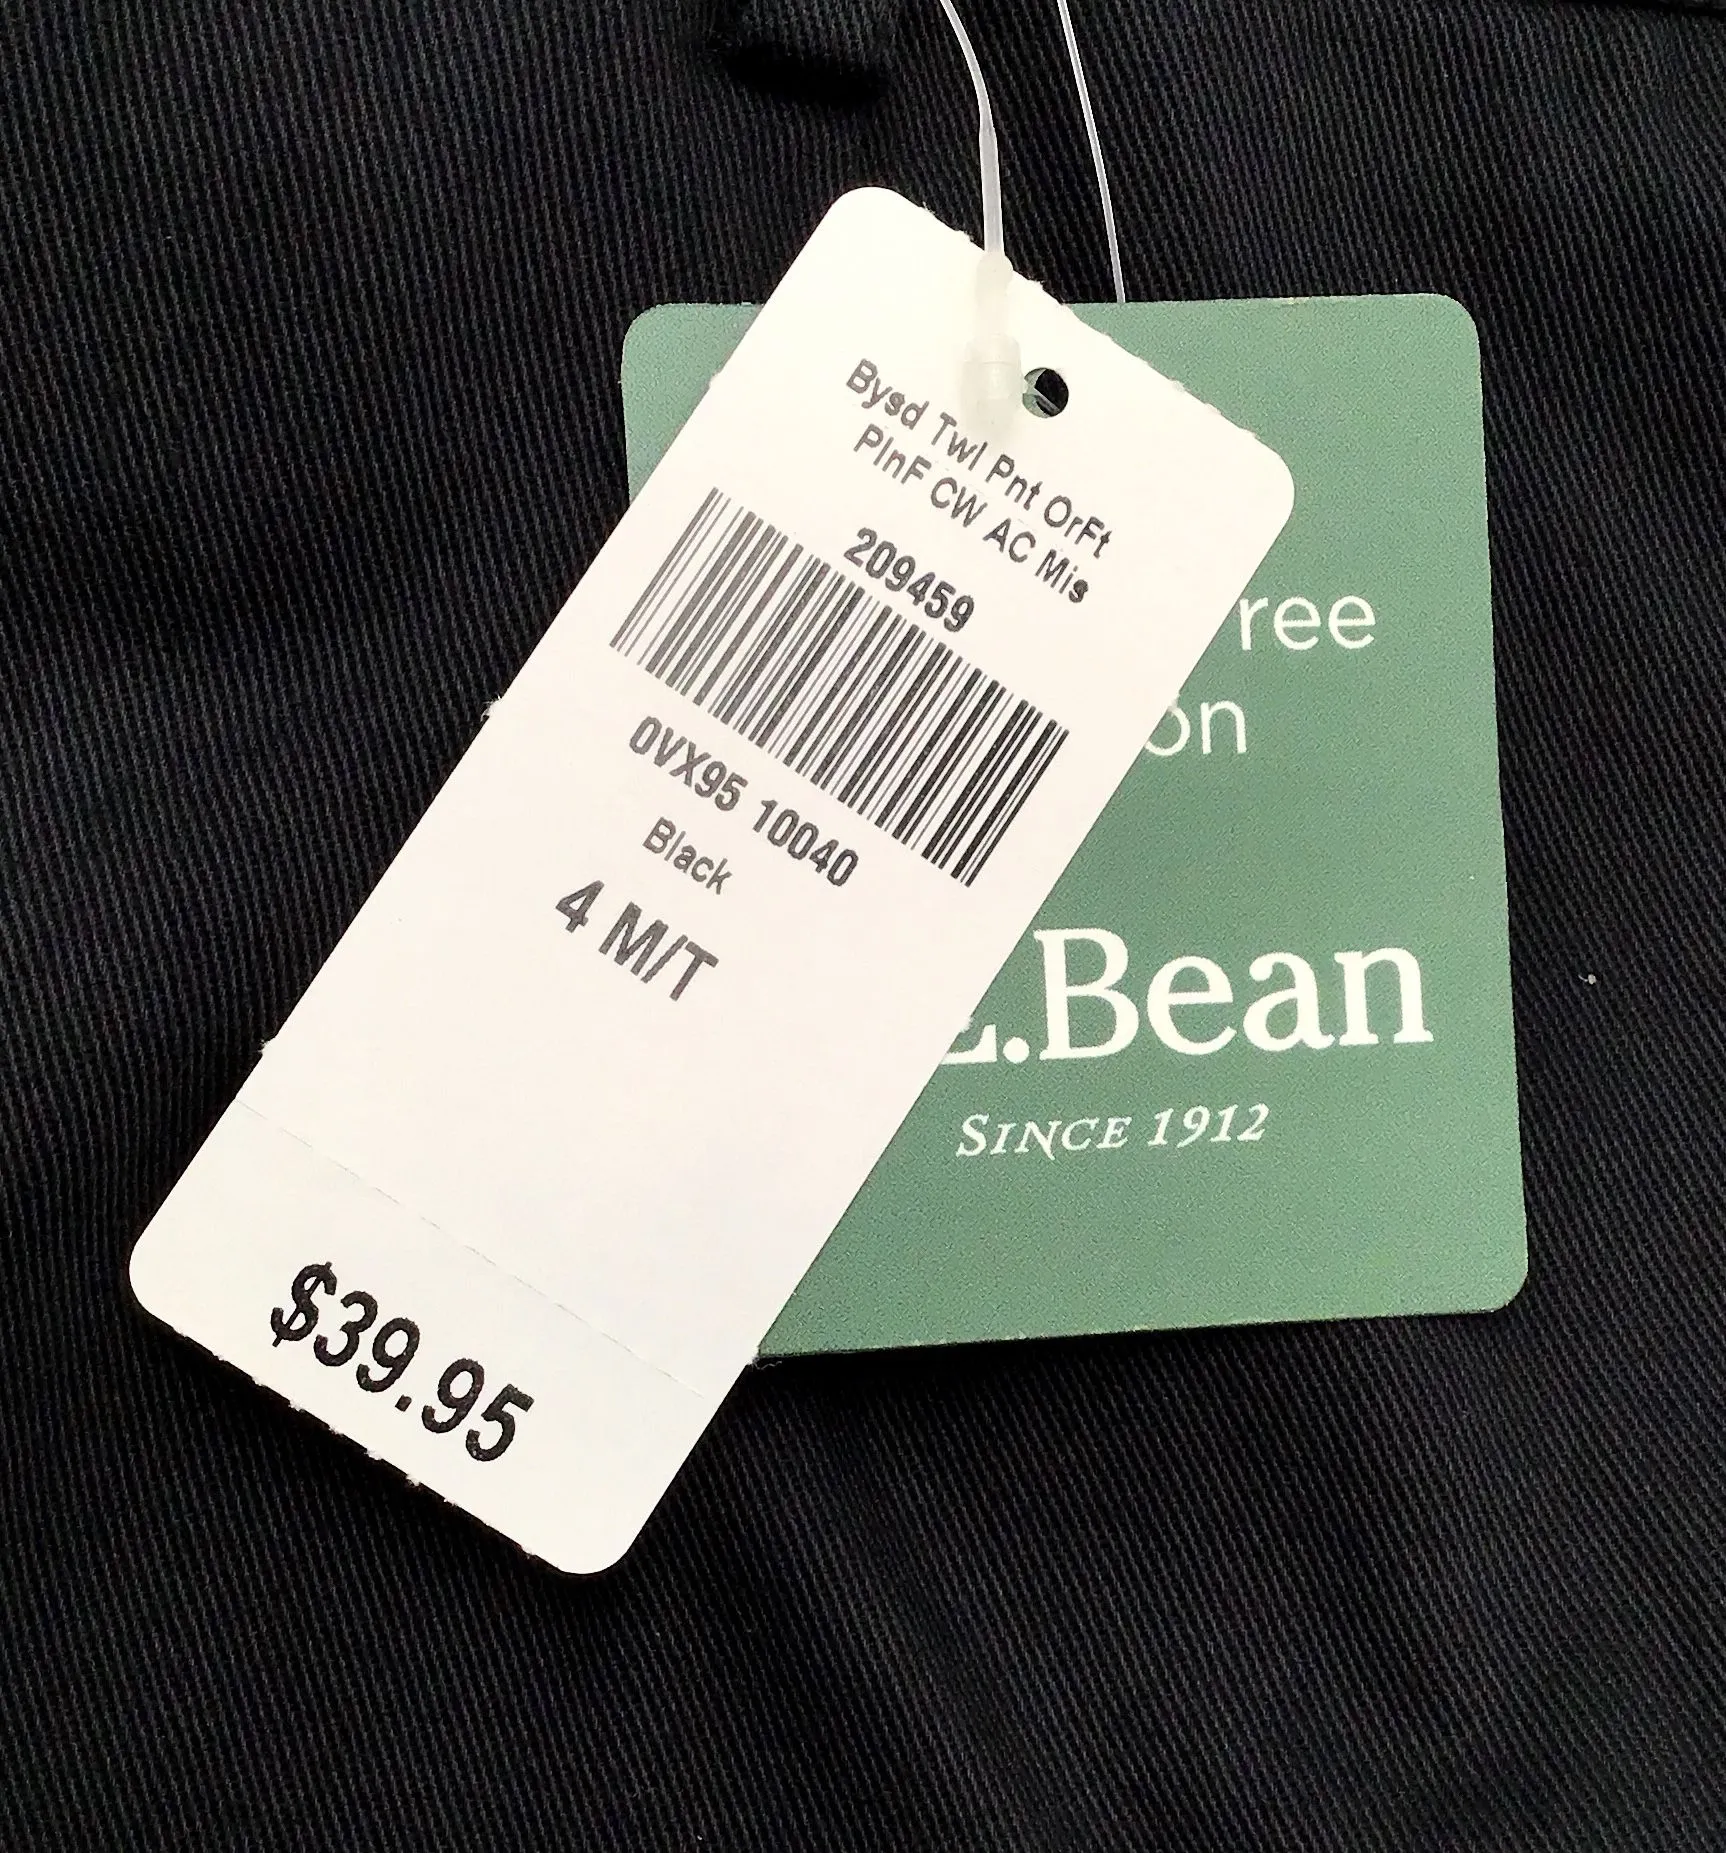 Bysd Twl Pnt OrFt
PlnF CW AC Mis
209459
0VX95 10040
Black
4 M/T
$39.95
ree
on
L.Bean
SINCE 1912